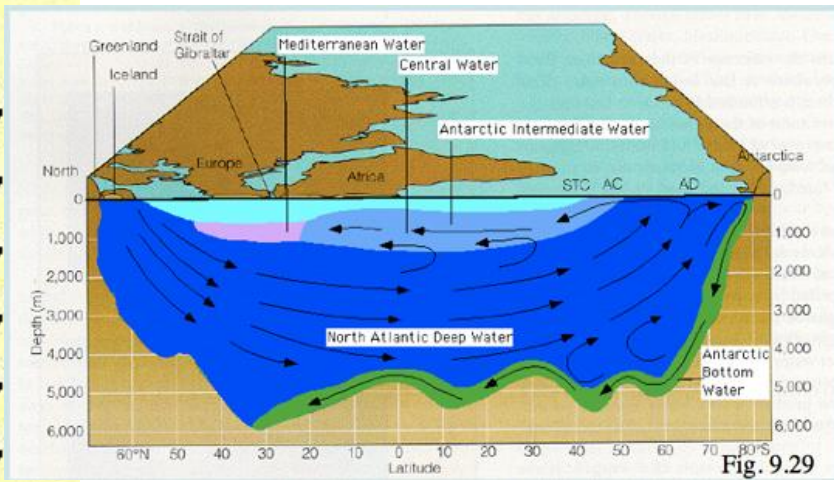 Greenland
Iceland
Strait of
Gibraltar
Mediterranean Water
Central Water
Antarctic Intermediate Water
Europe
Africa
Antarctica
North
STC AC AD
0
1,000
2,000
3,000
4,000
5,000
6,000
Depth (m)
0
1.000
2.000
3.000
4.000
5.000
6.000
North Atlantic Deep Water
Antarctic
Bottom
Water
60°N 50 40 30 20 10 0 10 20 30 40 50 60 70 80°S
Latitude
Fig. 9.29